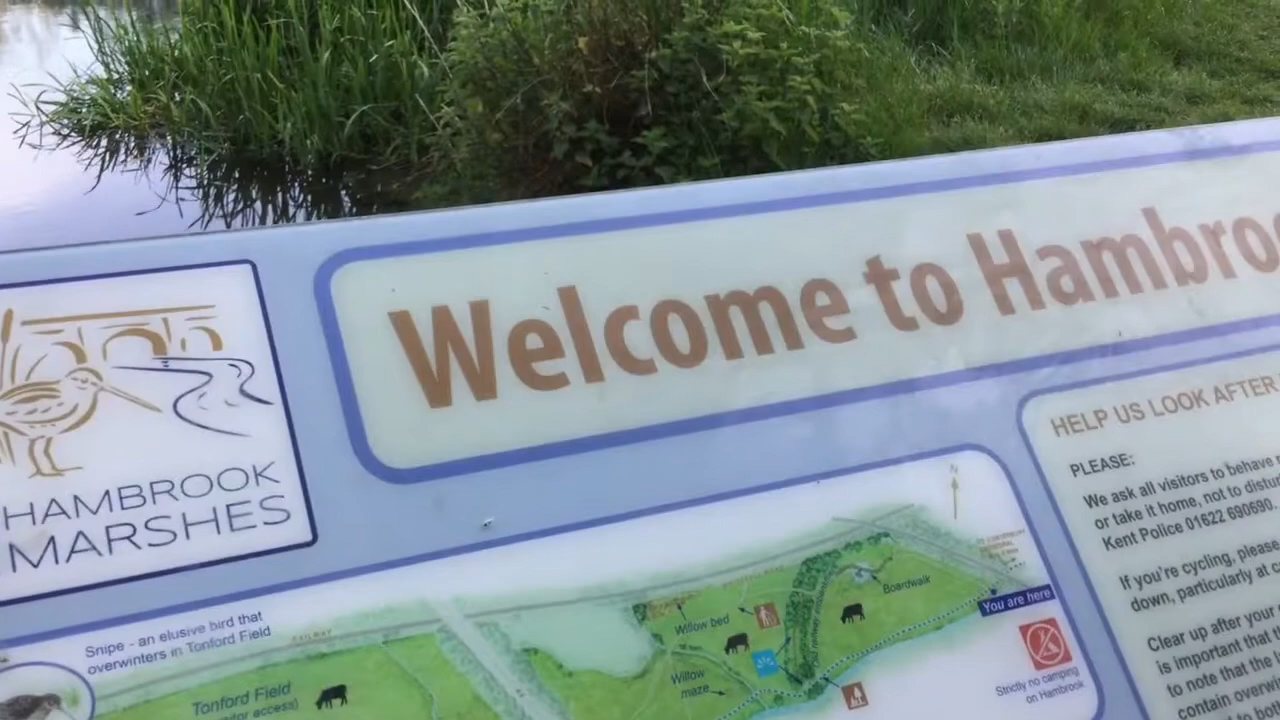 Welcome to Hambroo
HAMBROOK
MARSHES
HELP US LOOK AFTER
PLEASE:
We ask all visitors to behave
or take it home, not to distur
Kent Police 01622 690690.
If you're cycling, please
down, particularly at
Clear up after your
is important that
to note that the
contain overwi
N
Boardwalk
You are here
Willow bed
Willow
maze
Strictly no camping
on Hambrook
RAILWAY
Snipe - an elusive bird that
overwinters in Tonford Field
Tonford Field
access)